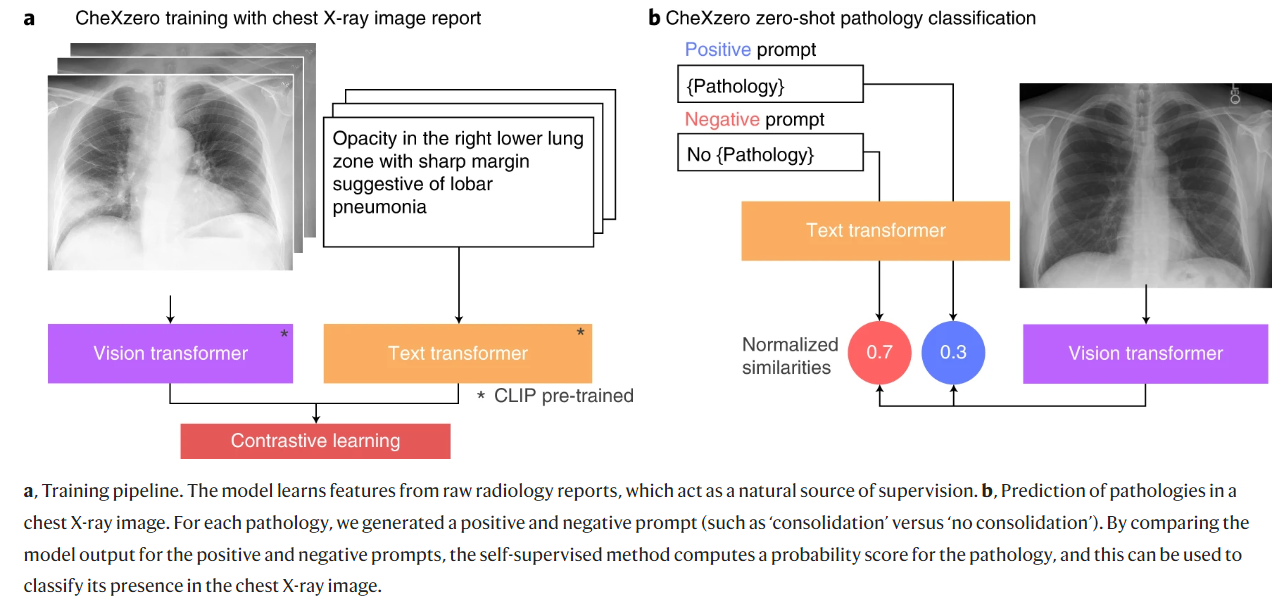 a CheXzero training with chest X-ray image report
Opacity in the right lower lung
zone with sharp margin
suggestive of lobar
pneumonia
Vision transformer *
Text transformer *
* CLIP pre-trained
Contrastive learning
b CheXzero zero-shot pathology classification
Positive prompt
{Pathology}
Negative prompt
No {Pathology}
Text transformer
Normalized
similarities
0.7
0.3
Vision transformer
a, Training pipeline. The model learns features from raw radiology reports, which act as a natural source of supervision. b, Prediction of pathologies in a
chest X-ray image. For each pathology, we generated a positive and negative prompt (such as ‘consolidation’ versus ‘no consolidation’). By comparing the
model output for the positive and negative prompts, the self-supervised method computes a probability score for the pathology, and this can be used to
classify its presence in the chest X-ray image.